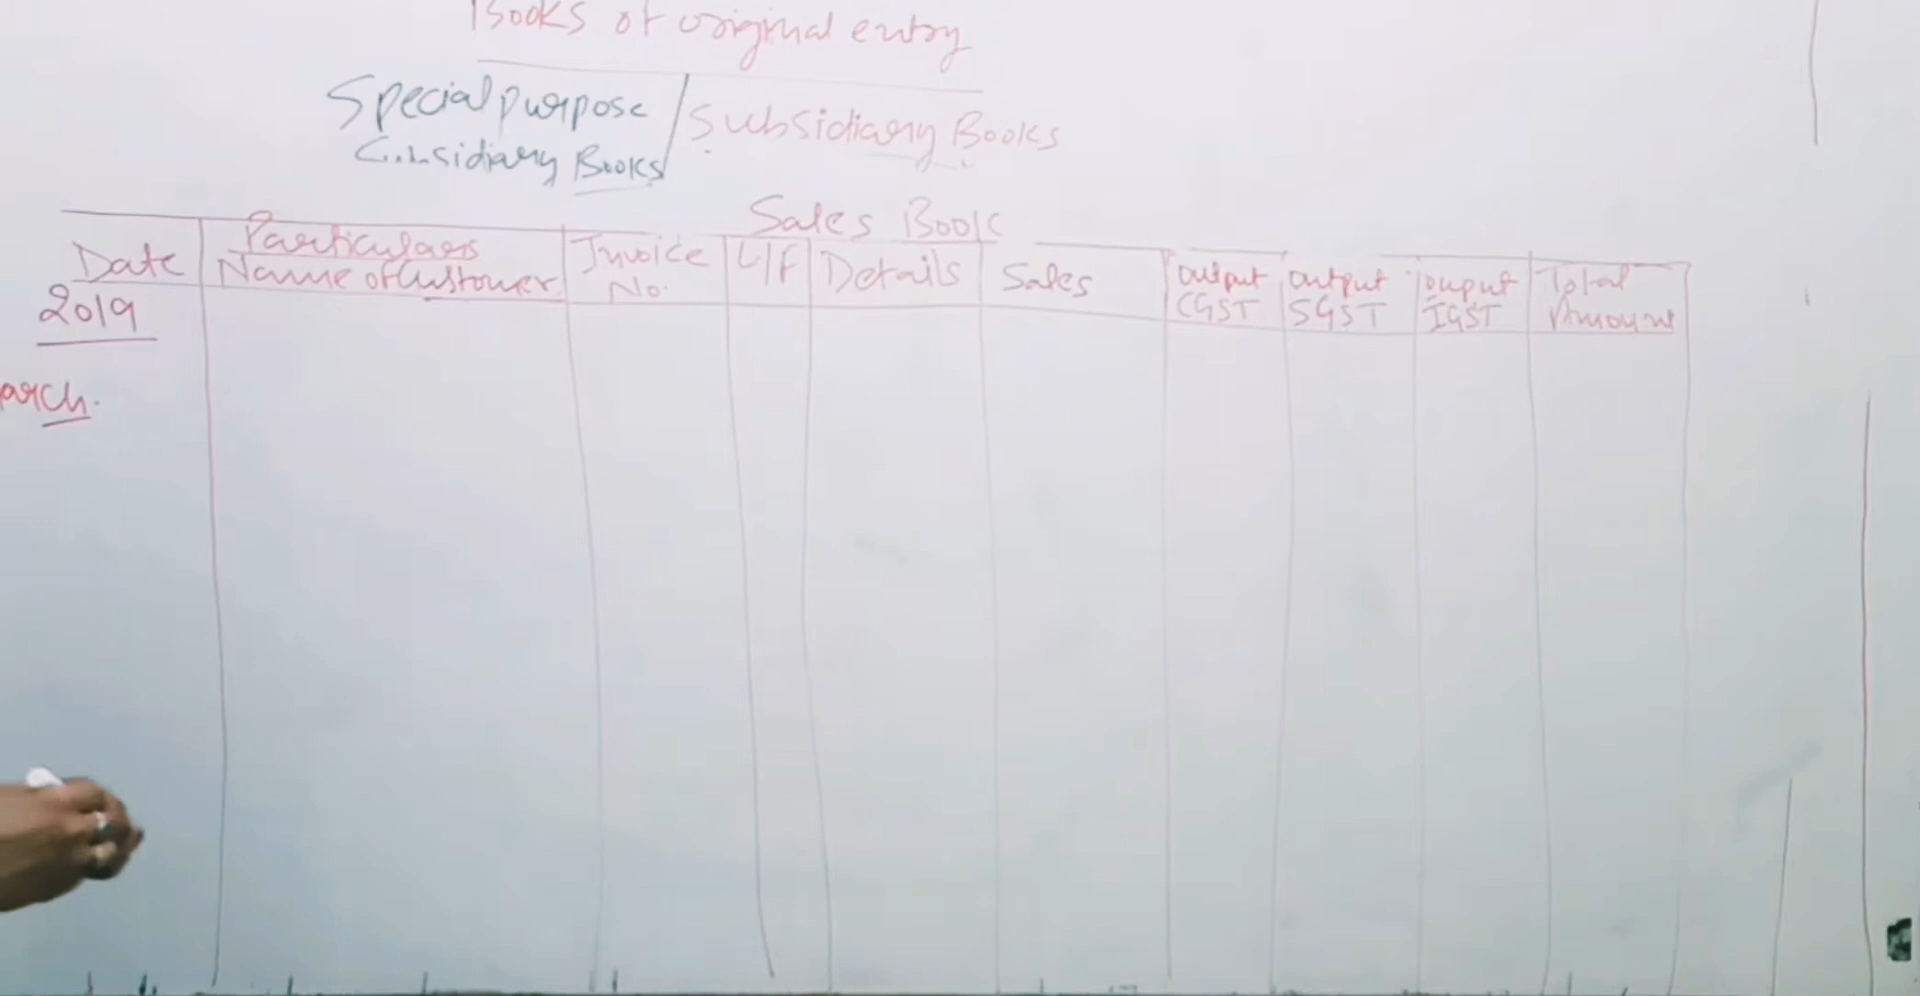 Books of original entry
Special purpose / Subsidiary Books
Subsidiary Books
Sales Book
Date | Particulars Name of Customer | Invoice No. | L/F | Details | Sales | output CGST | output SGST | ouput IGST | Total Amount
2019
arch.